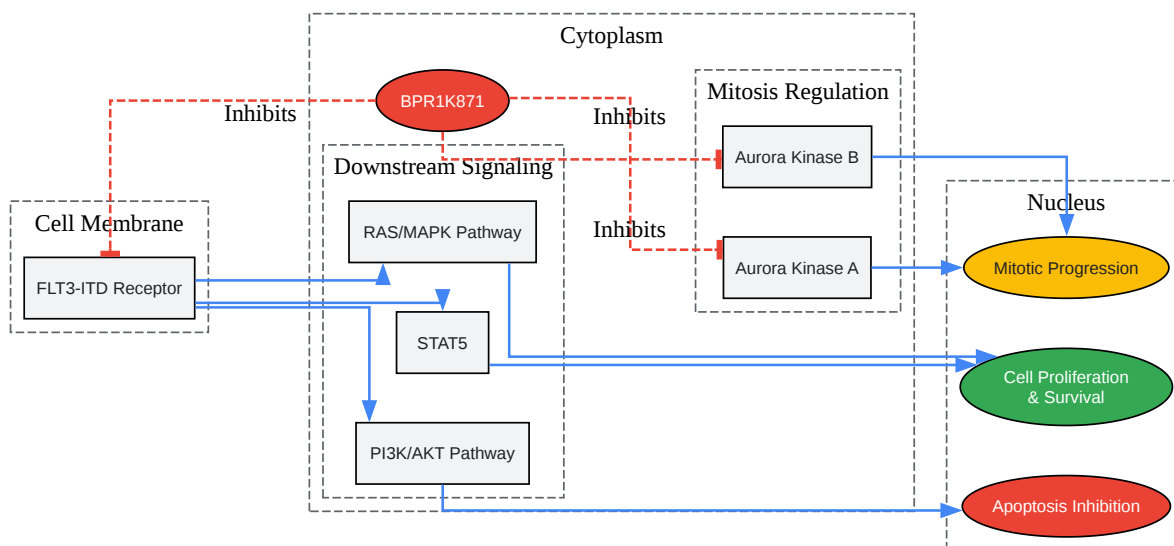 Cytoplasm
BPR1K871
Mitosis Regulation
Inhibits
Inhibits
Aurora Kinase B
Downstream Signaling
Nucleus
Cell Membrane
RAS/MAPK Pathway
Inhibits
Aurora Kinase A
Mitotic Progression
FLT3-ITD Receptor
STAT5
Cell Proliferation
& Survival
PI3K/AKT Pathway
Apoptosis Inhibition